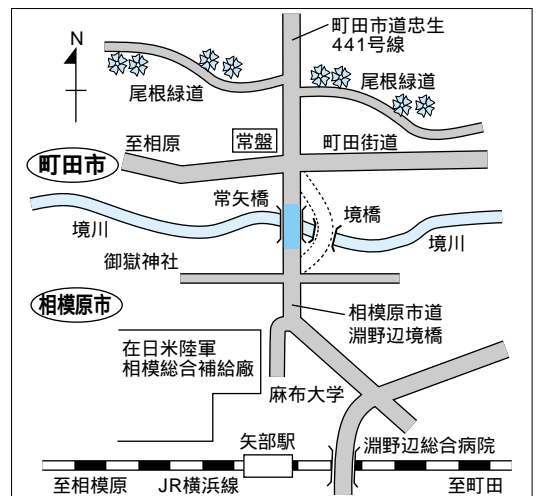 町田市道忠生
441号線
N
尾根緑道
尾根緑道
至相原
常盤
町田街道
町田市
常矢橋
境橋
境川
境川
御嶽神社
相模原市
相模原市道
淵野辺境橋
在日米陸軍
相模総合補給廠
麻布大学
矢部駅
淵野辺総合病院
至相模原
JR横浜線
至町田